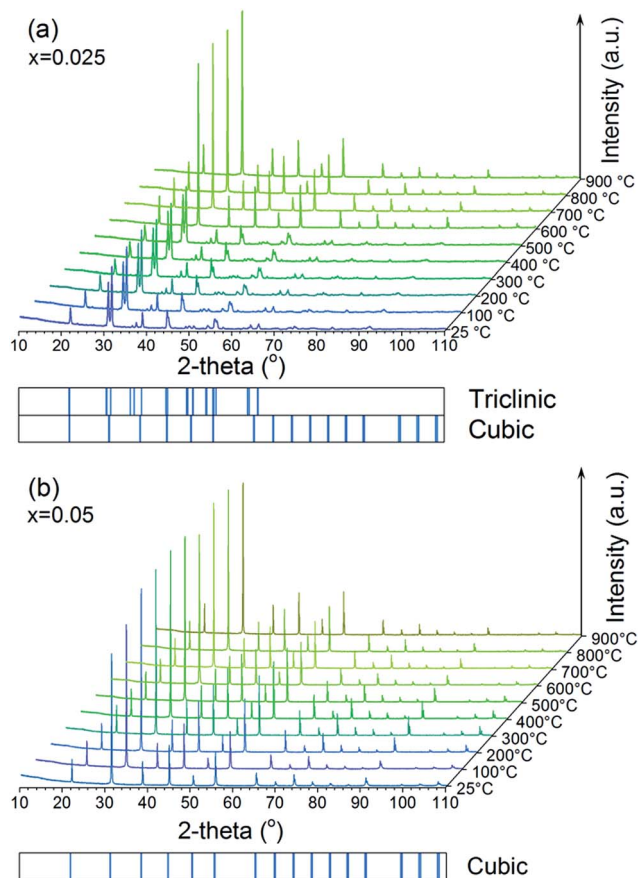 (a)
x=0.025
Intensity (a.u.)
900 °C
800 °C
700 °C
600 °C
500 °C
400 °C
300 °C
200 °C
100 °C
25 °C
10 20 30 40 50 60 70 80 90 100 110
2-theta (°)
Triclinic
Cubic
(b)
x=0.05
Intensity (a.u.)
900°C
800°C
700°C
600°C
500°C
400°C
300°C
200°C
100°C
25°C
10 20 30 40 50 60 70 80 90 100 110
2-theta (°)
Cubic